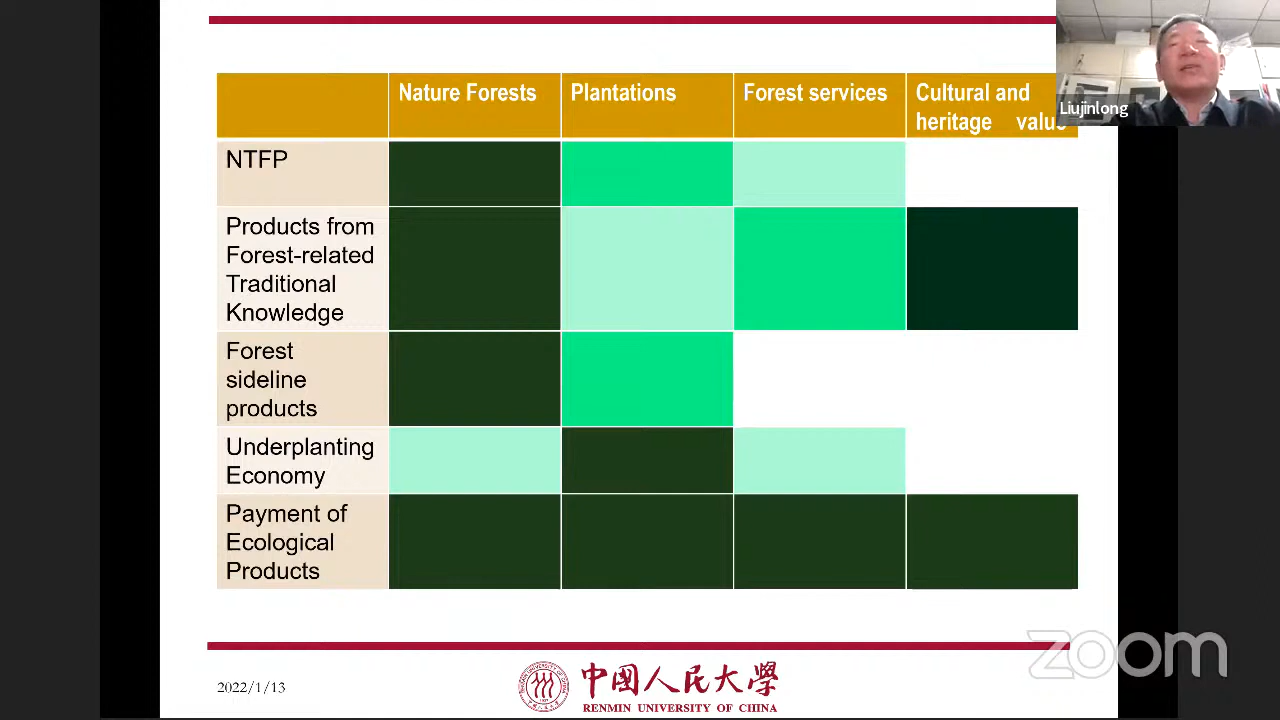 Nature Forests
Plantations
Forest services
Cultural and
heritage value
Liujinlong
NTFP
Products from
Forest-related
Traditional
Knowledge
Forest
sideline
products
Underplanting
Economy
Payment of
Ecological
Products
zoom
2022/1/13
中國人民大學
RENMIN UNIVERSITY OF CHINA